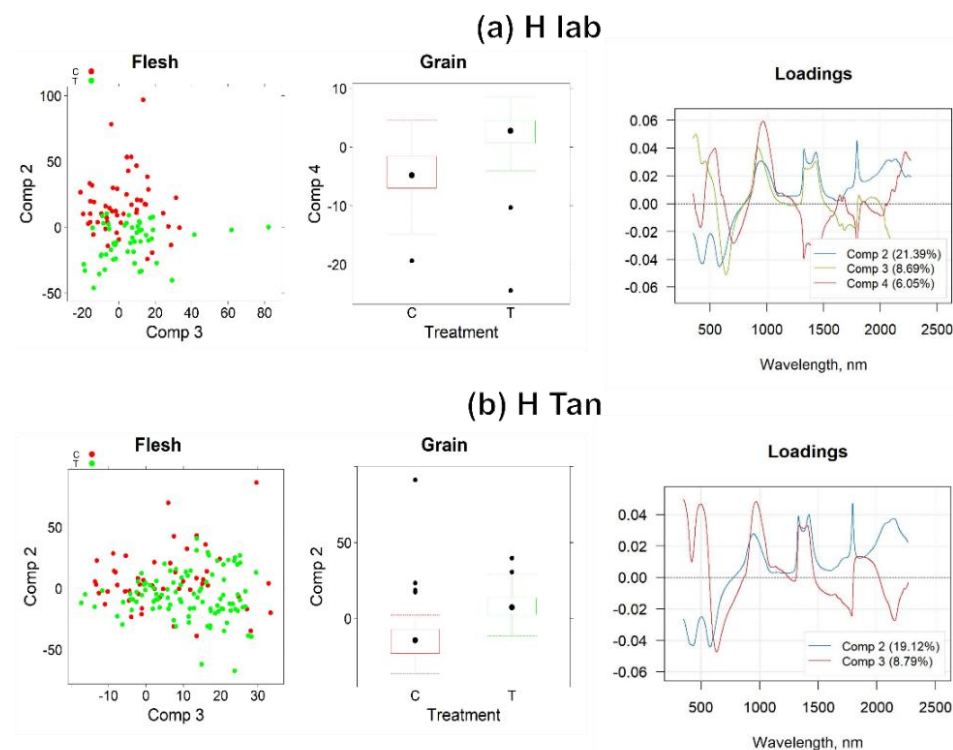 (a) H lab
Flesh
C
T
100
50
0
-50
Comp 2
-20 0 20 40 60 80
Comp 3
Grain
10
0
-10
-20
Comp 4
C T
Treatment
Loadings
0.06
0.04
0.02
0.00
-0.02
-0.04
-0.06
Comp 2 (21.39%)
Comp 3 (8.69%)
Comp 4 (6.05%)
500 1000 1500 2000 2500
Wavelength, nm
(b) H Tan
Flesh
C
T
50
0
-50
Comp 2
-10 0 10 20 30
Comp 3
Grain
50
0
Comp 2
C T
Treatment
Loadings
0.04
0.02
0.00
-0.02
-0.04
-0.06
Comp 2 (19.12%)
Comp 3 (8.79%)
500 1000 1500 2000 2500
Wavelength, nm